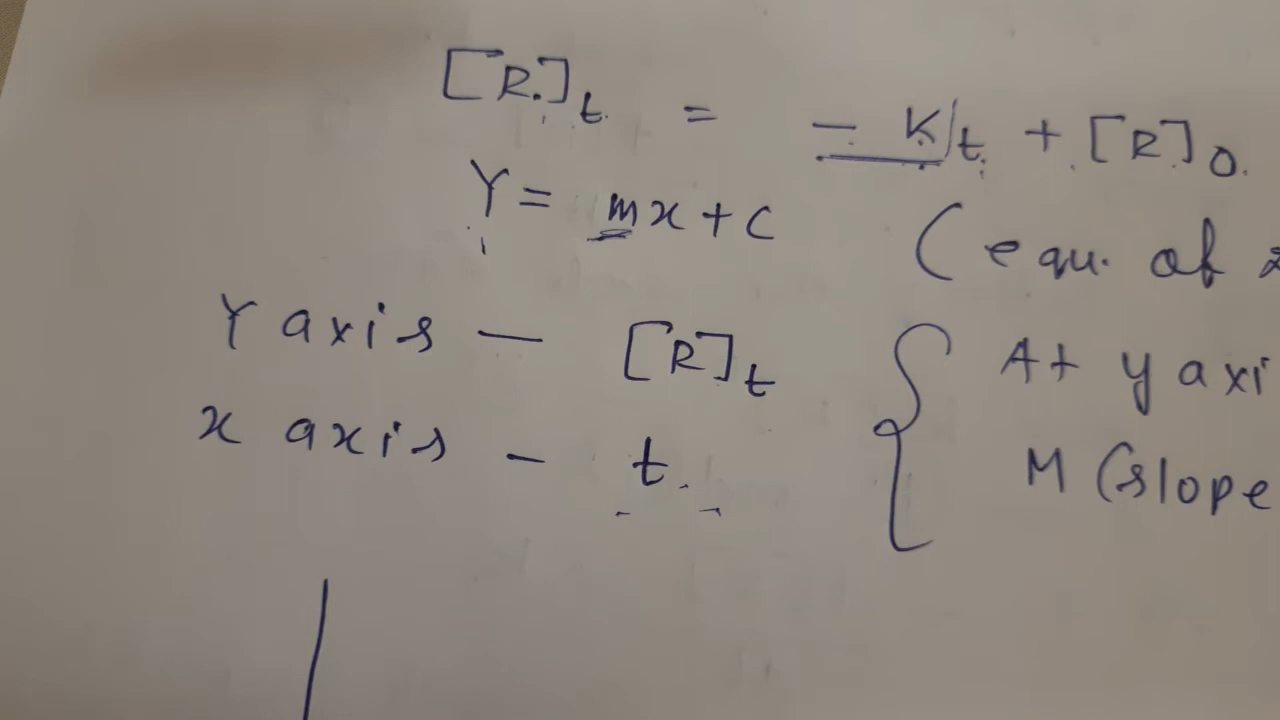 [R]t = - K t + [R]0
Y = mx + c (equ. of
Y axis - [R]t { At y axi
x axis - t. M (slope